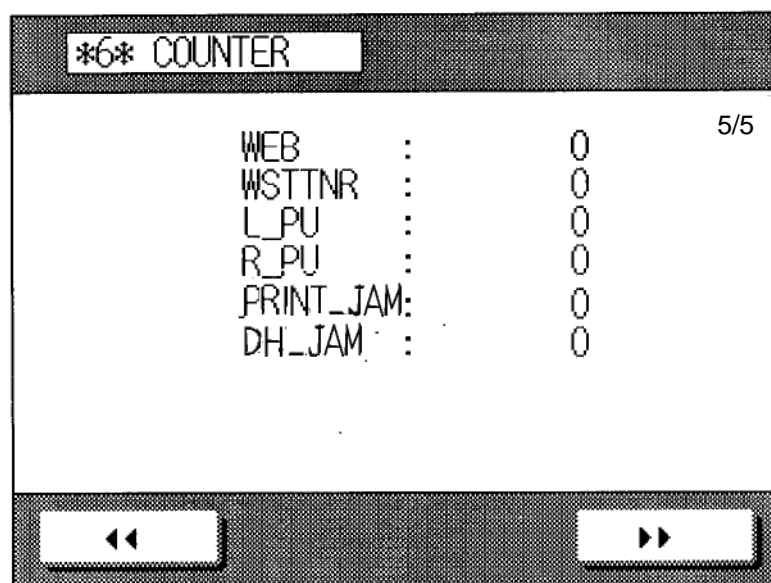 *6* COUNTER
5/5
WEB : 0
WSTTNR : 0
L_PU : 0
R_PU : 0
PRINT_JAM: 0
DH_JAM : 0